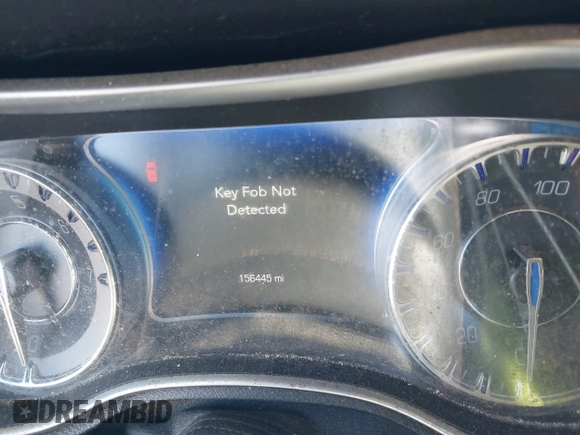 Key Fob Not
Detected
156445 mi
20
60
80
100
DREAMBID